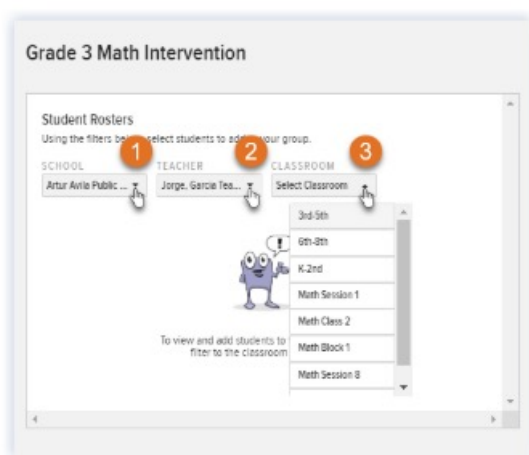 Grade 3 Math Intervention
Student Rosters
Using the filters below, select students to add your group.
1
2
3
SCHOOL
TEACHER
CLASSROOM
Artur Avila Public ...
Jorge, Garcia Tea...
Select Classroom
3rd-5th
6th-8th
K-2nd
Math Session 1
Math Class 2
Math Block 1
Math Session 8
!
To view and add students to
filter to the classroom